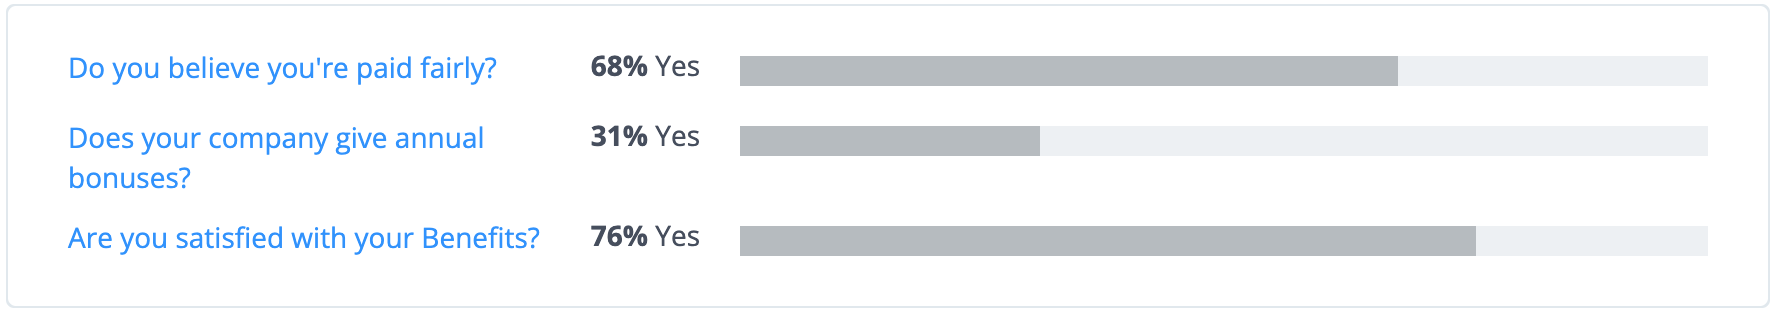 Do you believe you're paid fairly? 68% Yes
Does your company give annual 31% Yes
bonuses?
Are you satisfied with your Benefits? 76% Yes